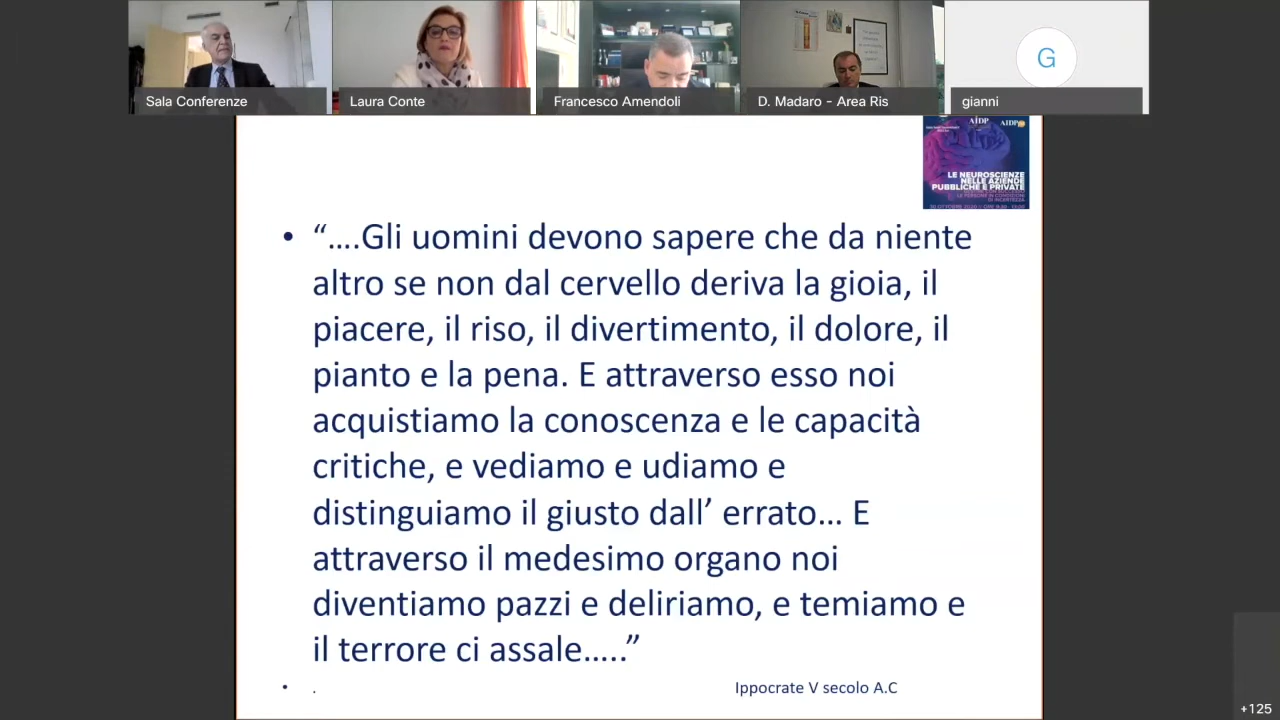 Sala Conferenze
Laura Conte
Francesco Amendoli
D. Madaro - Area Ris
G
gianni
AIDP
AIDP
LE NEUROSCIENZE
NELLE AZIENDE
PUBBLICHE E PRIVATE
• “....Gli uomini devono sapere che da niente
altro se non dal cervello deriva la gioia, il
piacere, il riso, il divertimento, il dolore, il
pianto e la pena. E attraverso esso noi
acquistiamo la conoscenza e le capacità
critiche, e vediamo e udiamo e
distinguiamo il giusto dall’ errato... E
attraverso il medesimo organo noi
diventiamo pazzi e deliriamo, e temiamo e
il terrore ci assale.....”
• .
Ippocrate V secolo A.C
+125